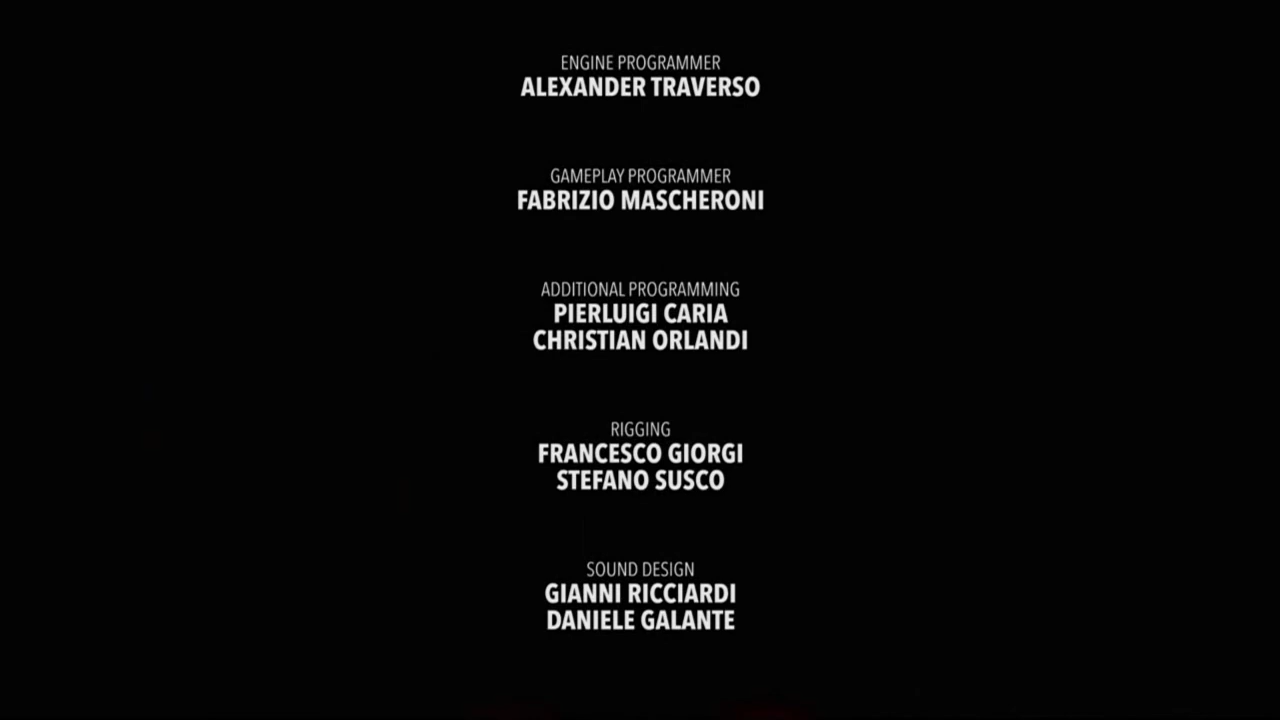 ENGINE PROGRAMMER
ALEXANDER TRAVERSO
GAMEPLAY PROGRAMMER
FABRIZIO MASCHERONI
ADDITIONAL PROGRAMMING
PIERLUIGI CARIA
CHRISTIAN ORLANDI
RIGGING
FRANCESCO GIORGI
STEFANO SUSCO
SOUND DESIGN
GIANNI RICCIARDI
DANIELE GALANTE